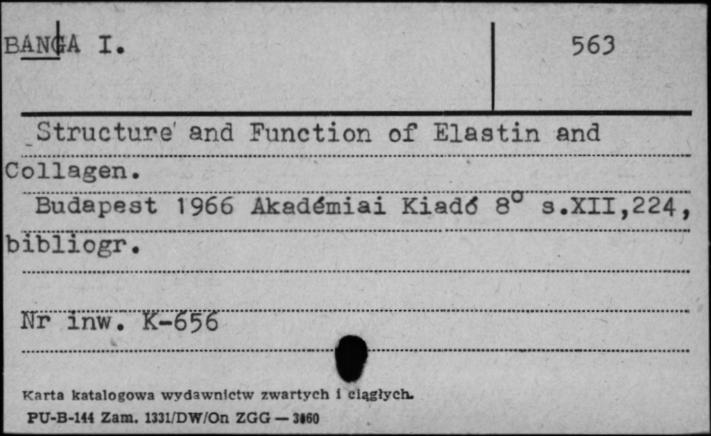 BANGA I.
563
Structure and Function of Elastin and
Collagen.
Budapest 1966 Akadémiai Kiadó 8° s.XII,224,
bibliogr.
Nr inw. K-656
Karta katalogowa wydawnictw zwartych i ciągłych.
PU-B-144 Zam. 1331/DW/On ZGG —